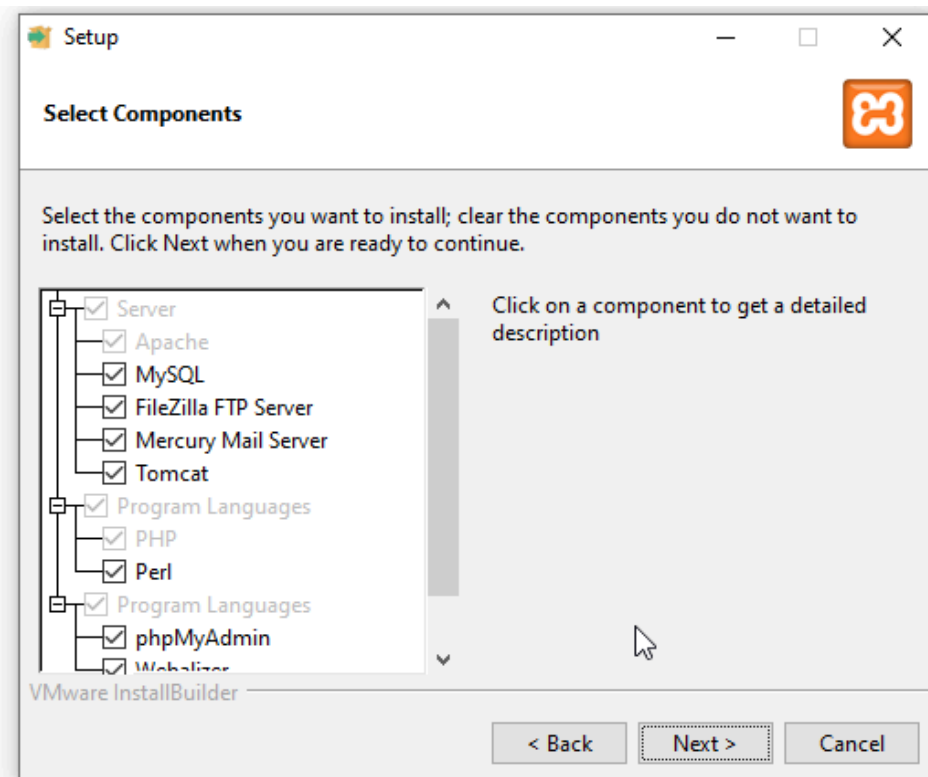 Setup
Select Components
Select the components you want to install; clear the components you do not want to
install. Click Next when you are ready to continue.
Server
Apache
MySQL
FileZilla FTP Server
Mercury Mail Server
Tomcat
Program Languages
PHP
Perl
Program Languages
phpMyAdmin
Webalizer
Click on a component to get a detailed
description
VMware InstallBuilder
< Back
Next >
Cancel